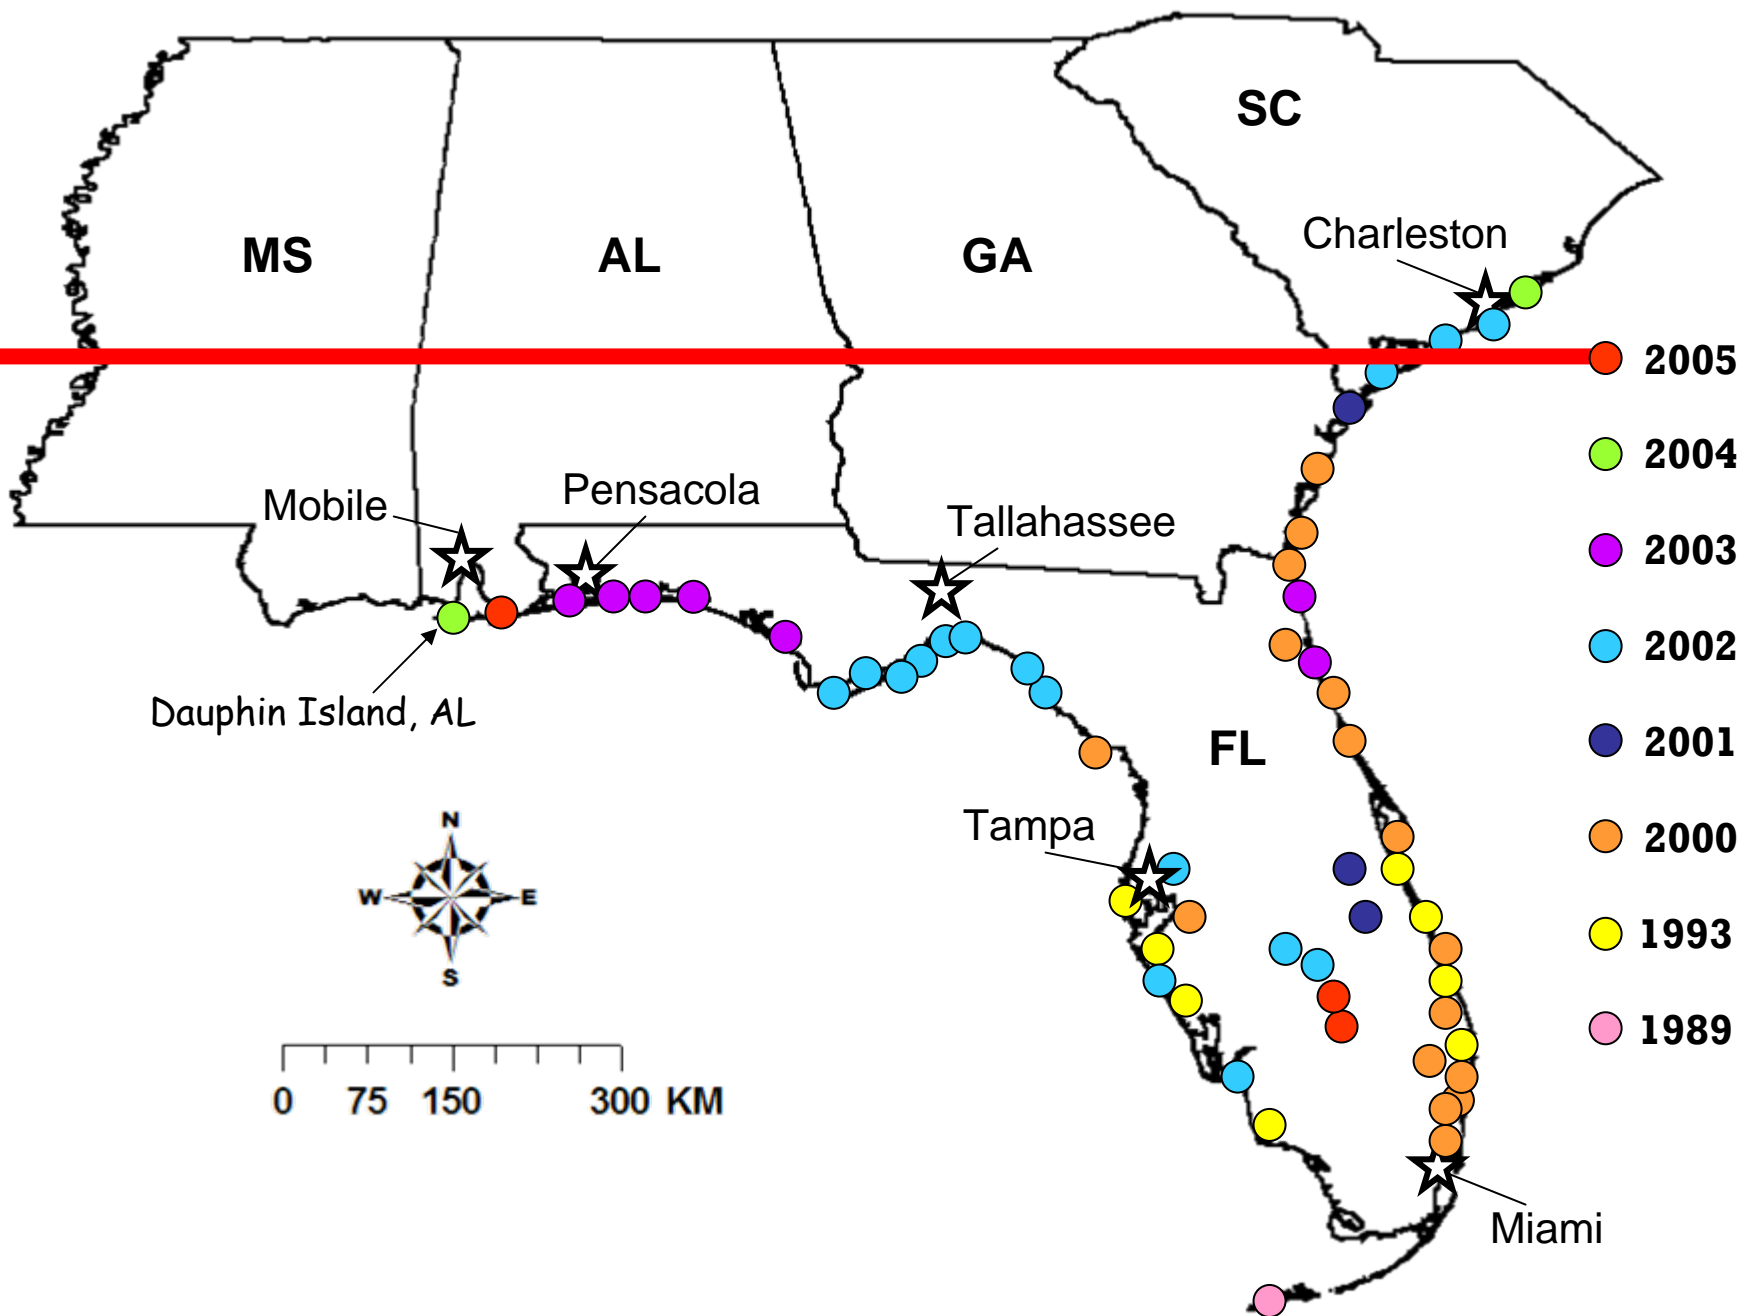 SC
Charleston
MS
AL
GA
2005
2004
Pensacola
Mobile
Tallahassee
2003
2002
Dauphin Island, AL
FL
2001
N
Tampa
2000
W
E
1993
S
1989
0 75 150 300 KM
Miami